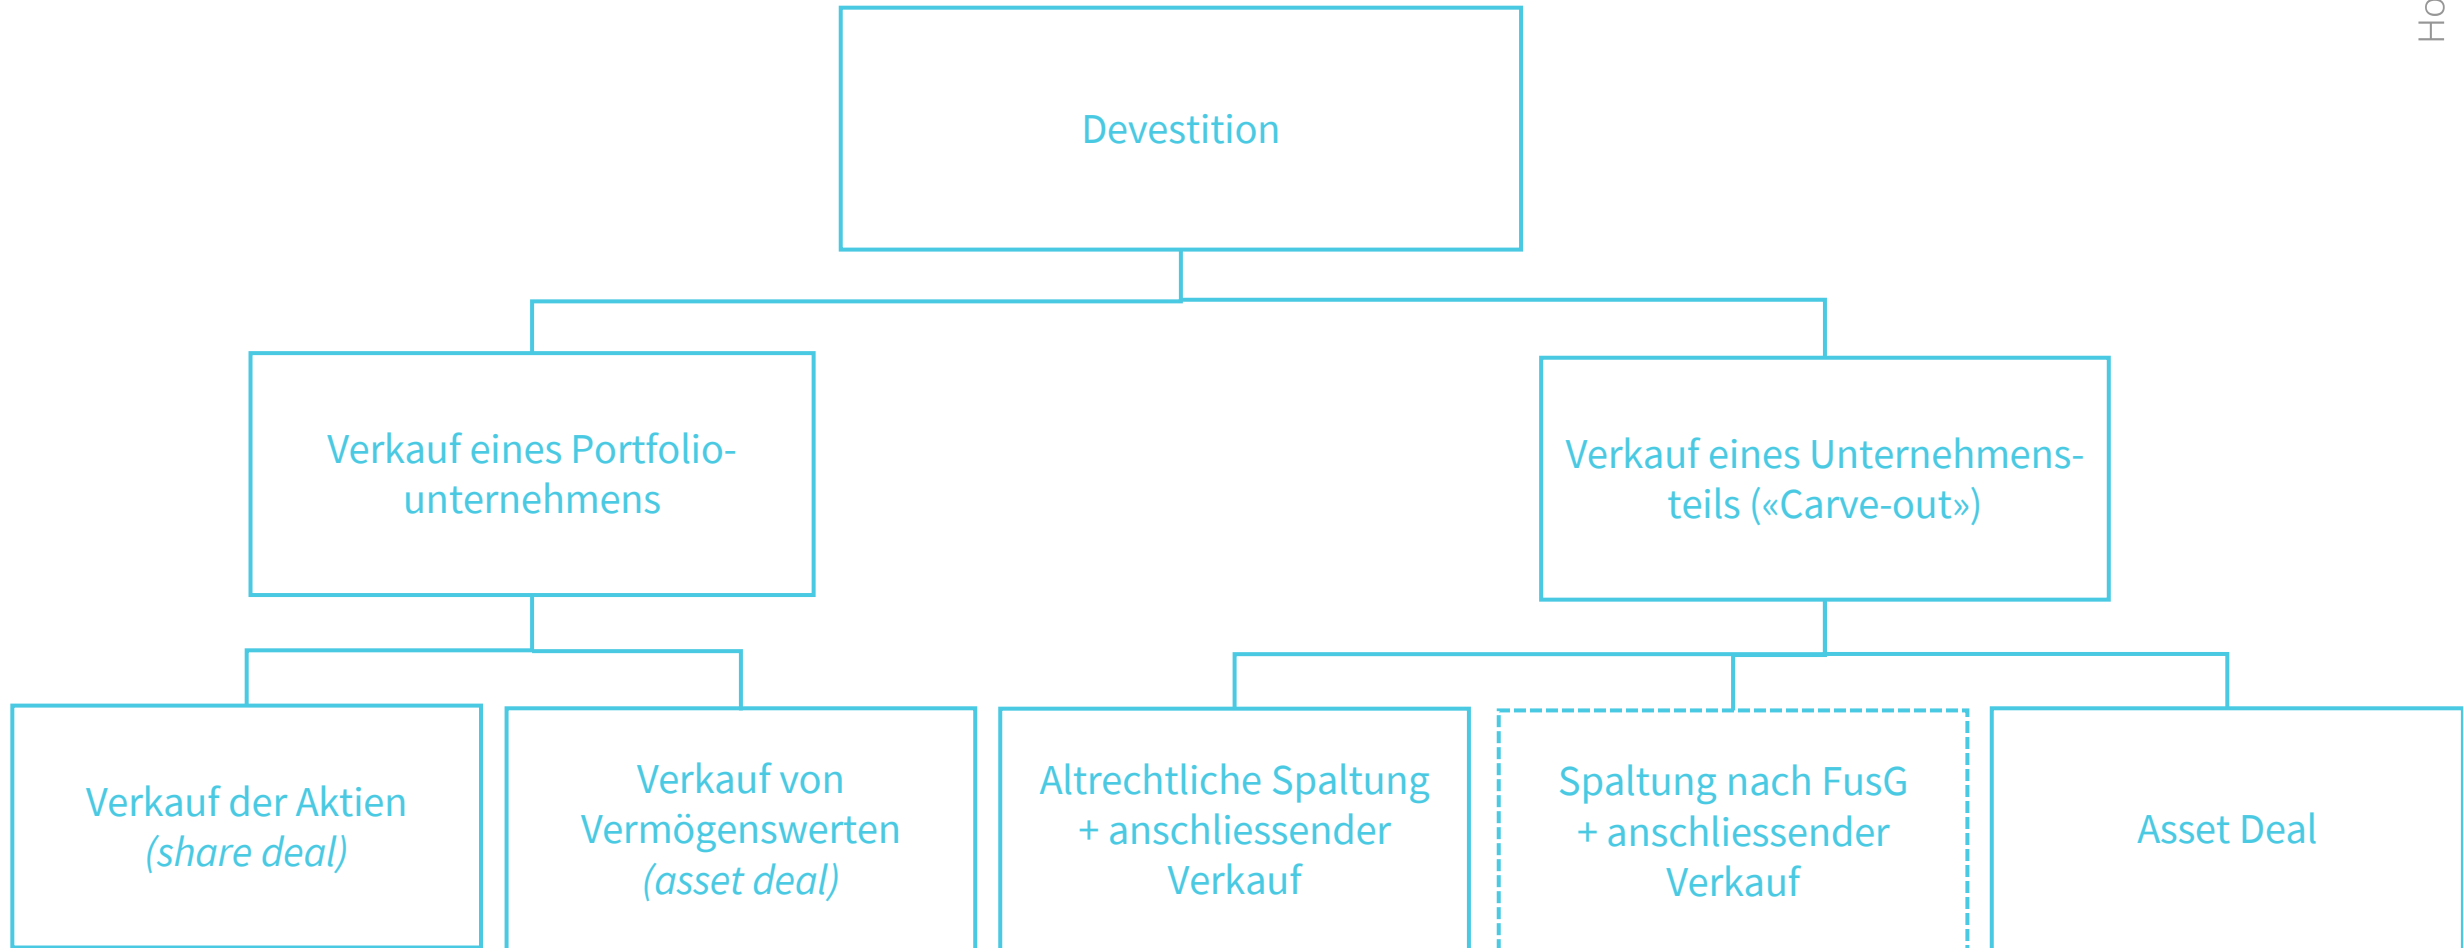 Ho
Devestition
Verkauf eines Portfolio-
unternehmens
Verkauf eines Unternehmens-
teils («Carve-out»)
Verkauf der Aktien
(share deal)
Verkauf von
Vermögenswerten
(asset deal)
Altrechtliche Spaltung
+ anschliessender
Verkauf
Spaltung nach FusG
+ anschliessender
Verkauf
Asset Deal